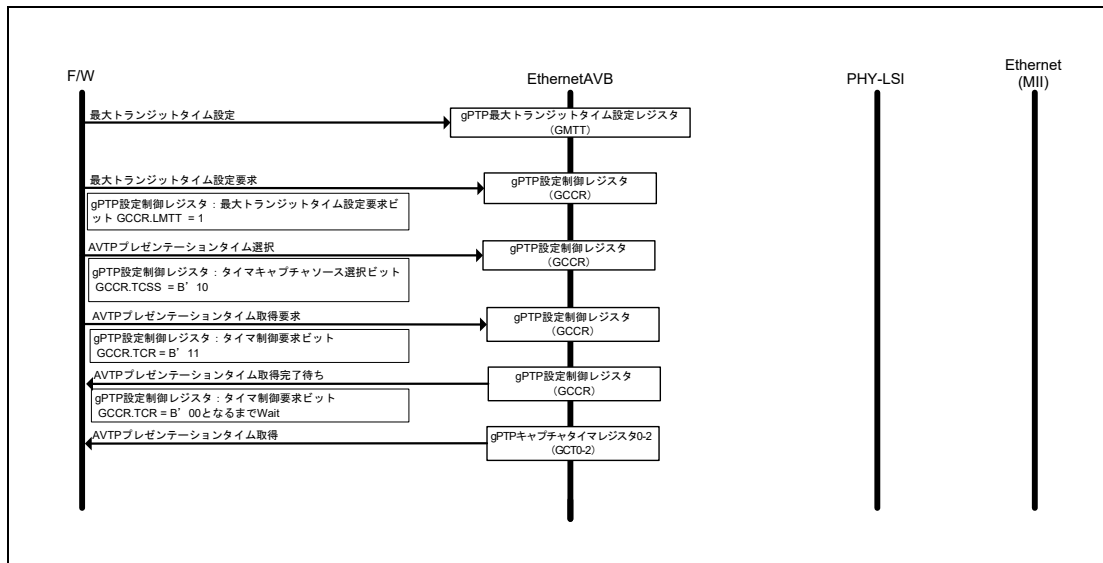 F/W
EthernetAVB
PHY-LSI
Ethernet
(MII)
最大トランジットタイム設定
gPTP最大トランジットタイム設定レジスタ
(GMTT)
最大トランジットタイム設定要求
gPTP設定制御レジスタ
(GCCR)
gPTP設定制御レジスタ：最大トランジットタイム設定要求ビ
ット GCCR.LMTT = 1
AVTPプレゼンテーションタイム選択
gPTP設定制御レジスタ
(GCCR)
gPTP設定制御レジスタ：タイマキャプチャソース選択ビット
GCCR.TCSS = B’10
AVTPプレゼンテーションタイム取得要求
gPTP設定制御レジスタ
(GCCR)
gPTP設定制御レジスタ：タイマ制御要求ビット
GCCR.TCR = B’11
AVTPプレゼンテーションタイム取得完了待ち
gPTP設定制御レジスタ
(GCCR)
gPTP設定制御レジスタ：タイマ制御要求ビット
GCCR.TCR = B’00となるまでWait
AVTPプレゼンテーションタイム取得
gPTPキャプチャタイマレジスタ0-2
(GCT0-2)